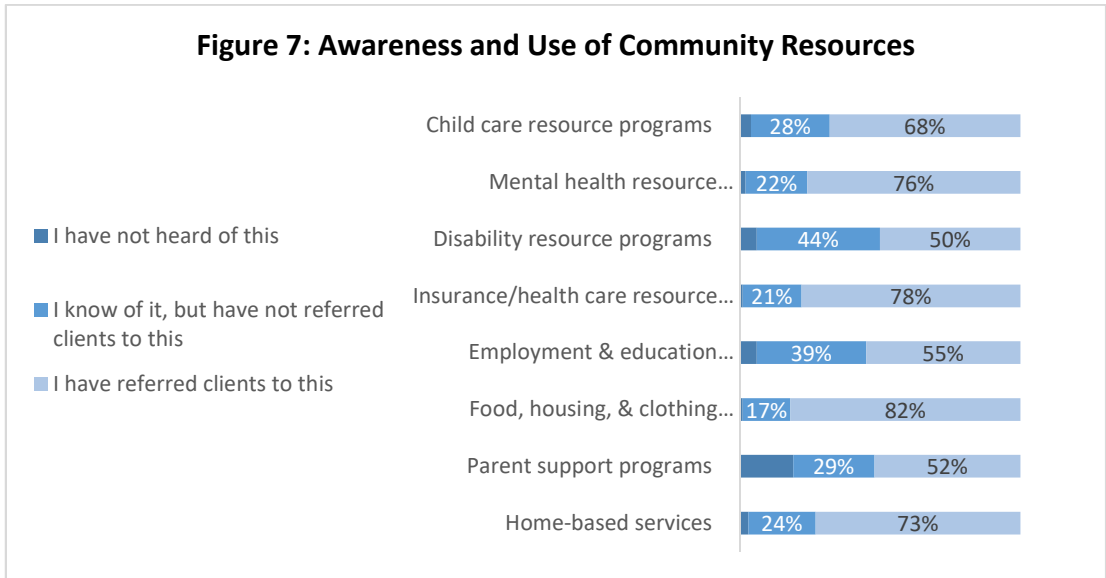 Figure 7: Awareness and Use of Community Resources
I have not heard of this
I know of it, but have not referred
clients to this
I have referred clients to this
Child care resource programs 28% 68%
Mental health resource... 22% 76%
Disability resource programs 44% 50%
Insurance/health care resource... 21% 78%
Employment & education... 39% 55%
Food, housing, & clothing... 17% 82%
Parent support programs 29% 52%
Home-based services 24% 73%